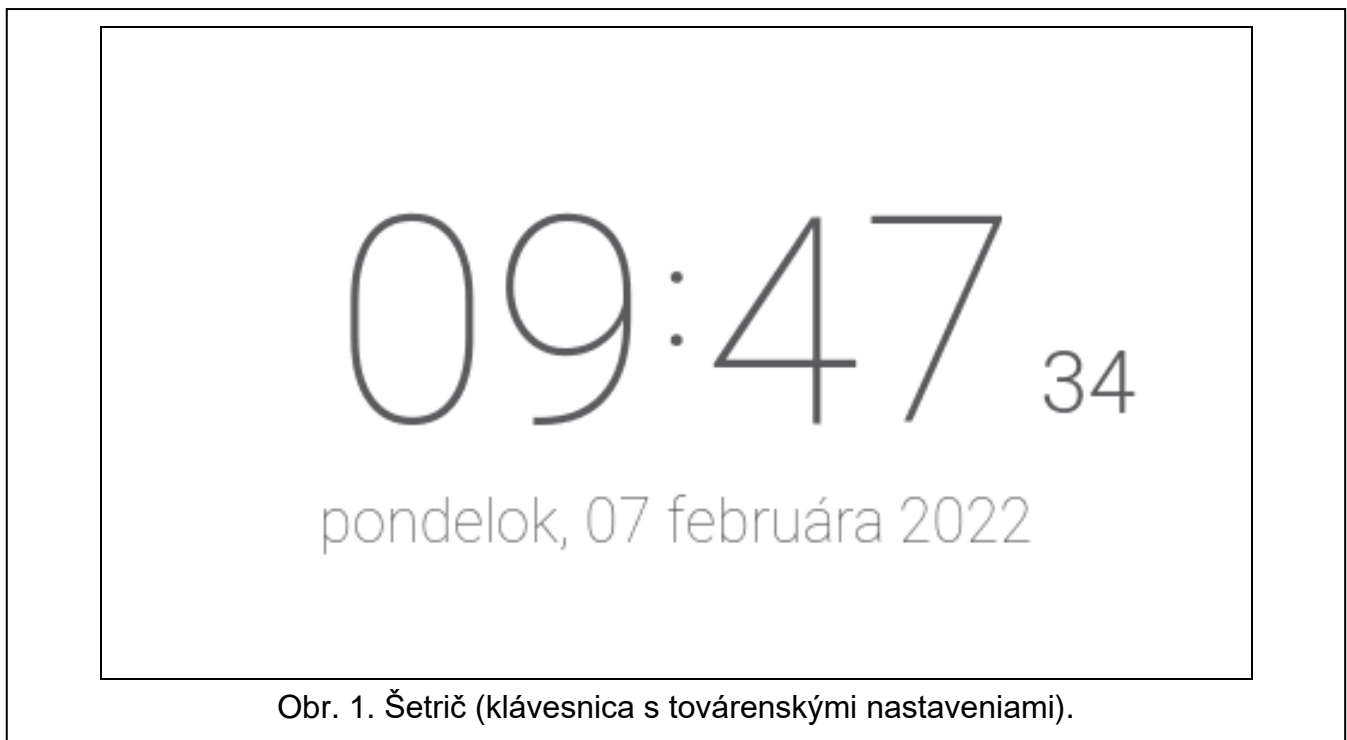 09:47 34
pondelok, 07 februára 2022
Obr. 1. Šetrič (klávesnica s továrenskými nastaveniami).